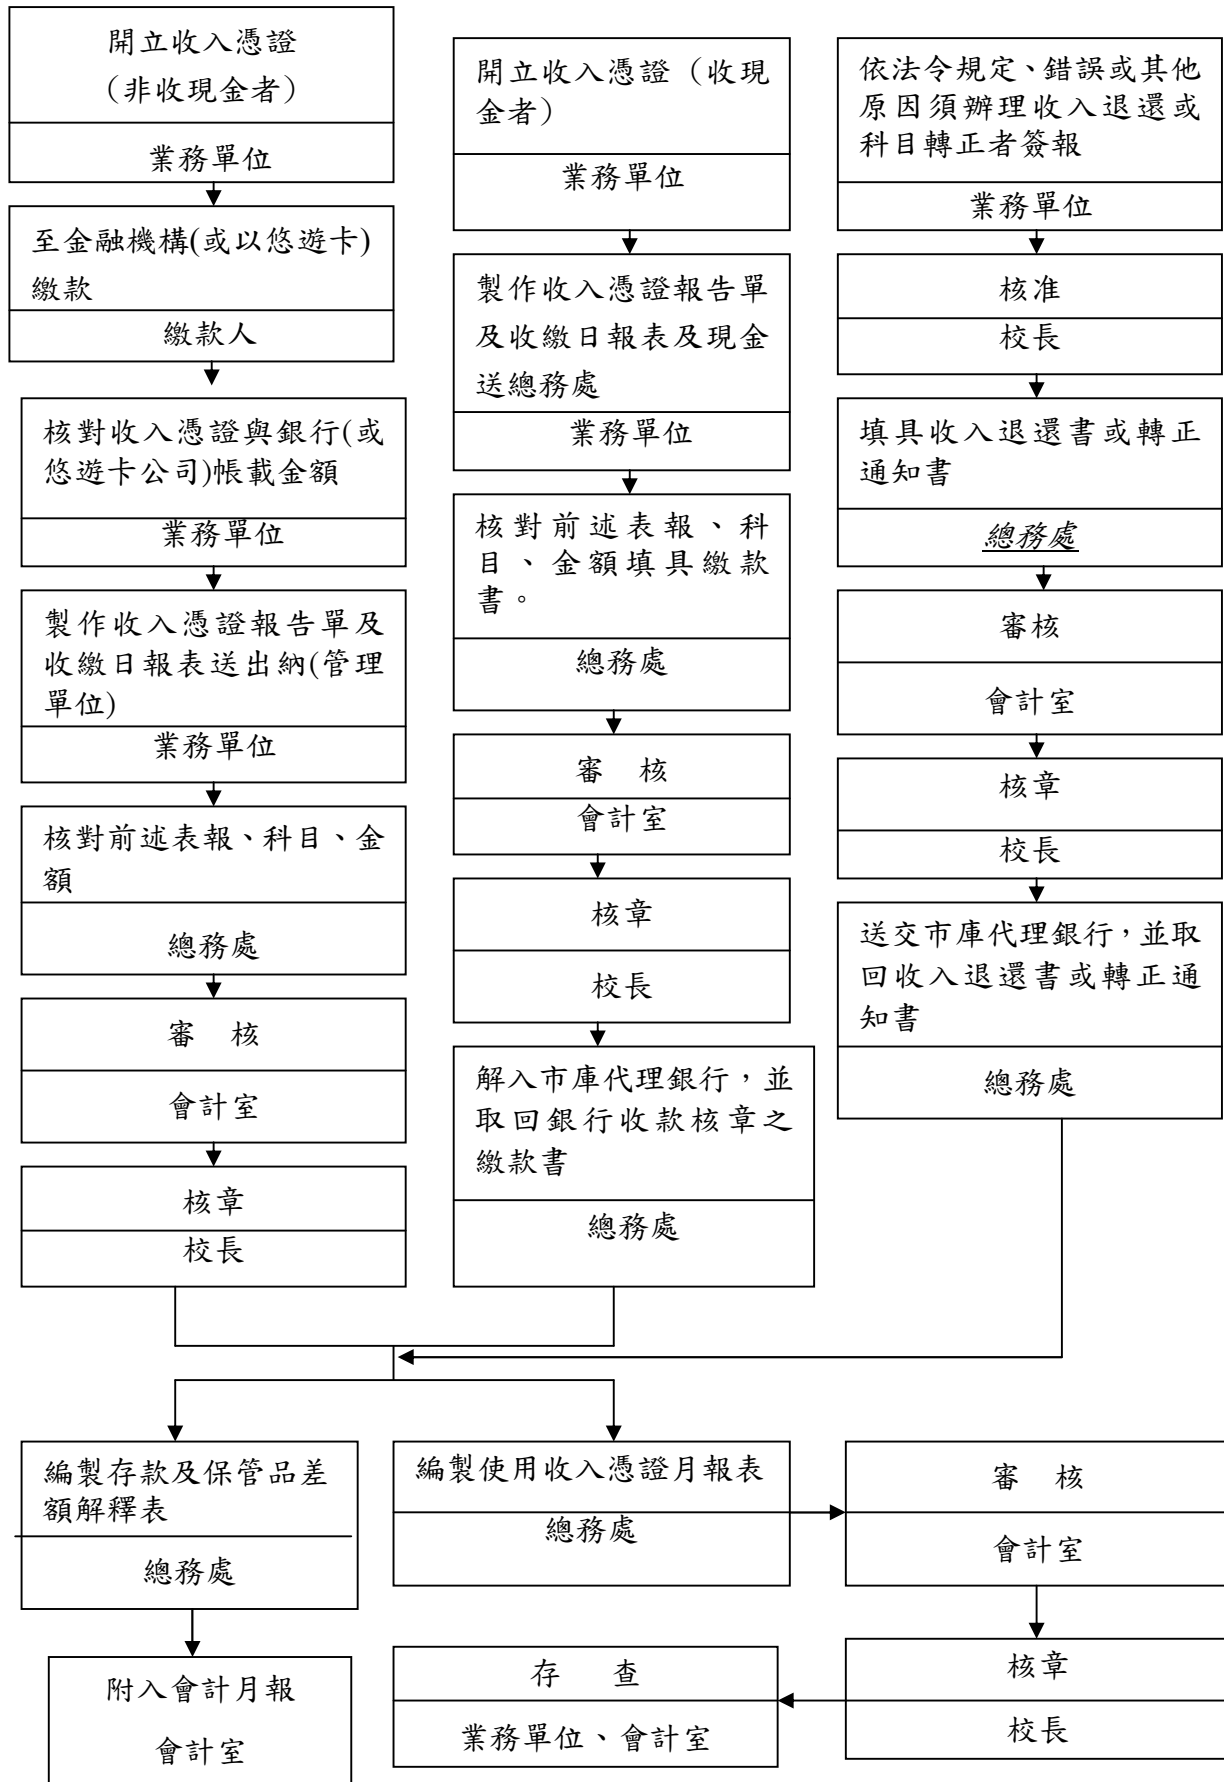 開立收入憑證
（非收現金者）
業務單位
至金融機構(或以悠遊卡)
繳款
繳款人
核對收入憑證與銀行(或
悠遊卡公司)帳載金額
業務單位
製作收入憑證報告單及
收繳日報表送出納(管理
單位)
業務單位
核對前述表報、科目、金
額
總務處
審　核
會計室
核章
校長
開立收入憑證（收現
金者）
業務單位
製作收入憑證報告單
及收繳日報表及現金
送總務處
業務單位
核對前述表報、科
目、金額填具繳款
書。
總務處
審　核
會計室
核章
校長
解入市庫代理銀行，並
取回銀行收款核章之
繳款書
總務處
依法令規定、錯誤或其他
原因須辦理收入退還或
科目轉正者簽報
業務單位
核准
校長
填具收入退還書或轉正
通知書
總務處
審核
會計室
核章
校長
送交市庫代理銀行，並取
回收入退還書或轉正通
知書
總務處
編製存款及保管品差
額解釋表
總務處
附入會計月報
會計室
編製使用收入憑證月報表
總務處
審　核
會計室
核章
校長
存　查
業務單位、會計室